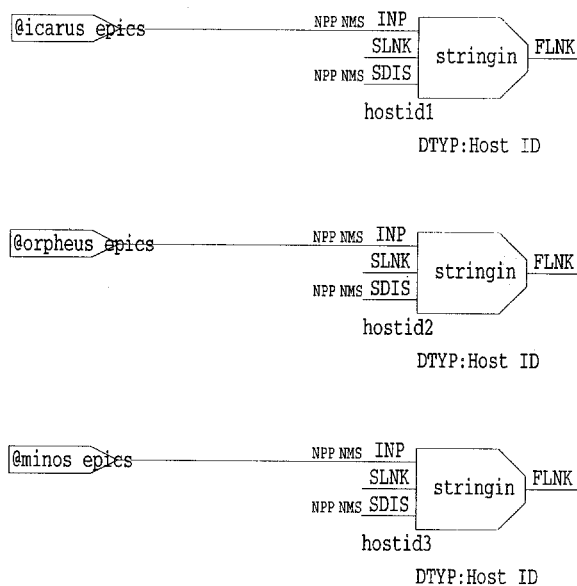 @icarus epics NPP NMS INP
SLNK stringin FLNK
NPP NMS SDIS
hostid1
DTYP:Host ID
@orpheus epics NPP NMS INP
SLNK stringin FLNK
NPP NMS SDIS
hostid2
DTYP:Host ID
@minos epics NPP NMS INP
SLNK stringin FLNK
NPP NMS SDIS
hostid3
DTYP:Host ID